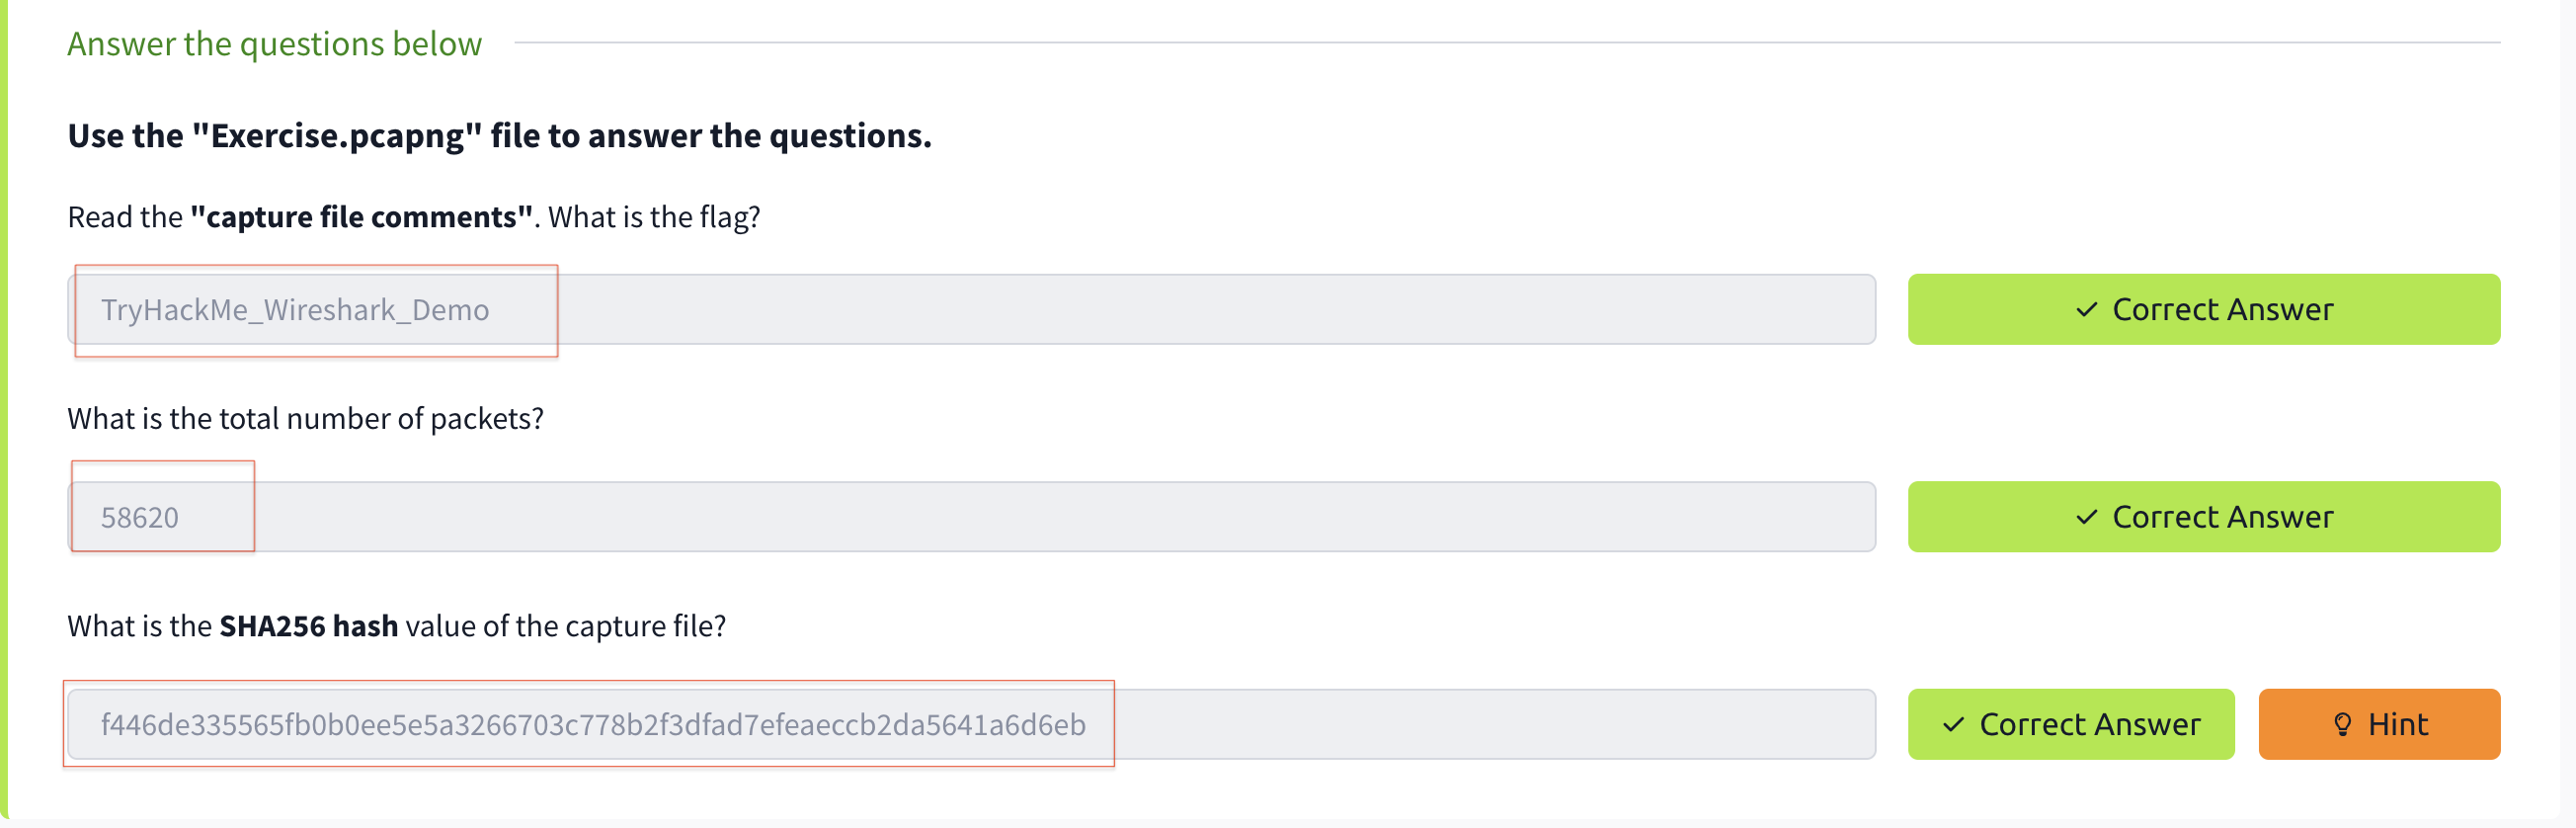 Answer the questions below
Use the "Exercise.pcapng" file to answer the questions.
Read the "capture file comments". What is the flag?
TryHackMe_Wireshark_Demo
✓ Correct Answer
What is the total number of packets?
58620
✓ Correct Answer
What is the SHA256 hash value of the capture file?
f446de335565fb0b0ee5e5a3266703c778b2f3dfad7efeaeccb2da5641a6d6eb
✓ Correct Answer
Hint